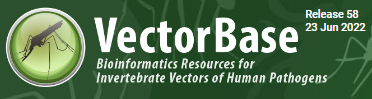 VectorBase
Release 58
23 Jun 2022
Bioinformatics Resources for
Invertebrate Vectors of Human Pathogens